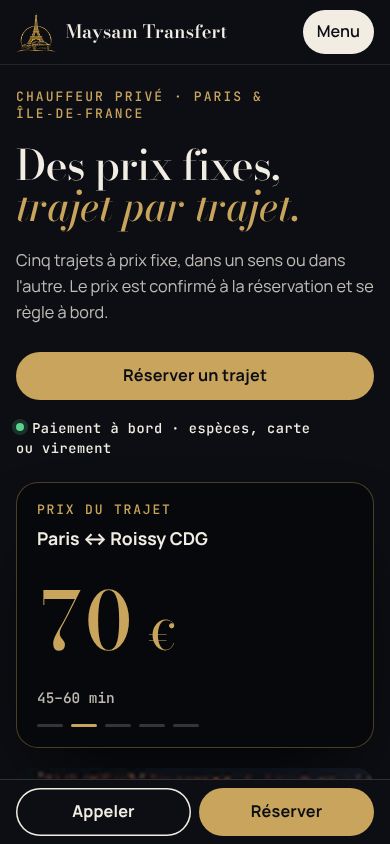 Maysam Transfert
Menu
CHAUFFEUR PRIVÉ · PARIS &
ÎLE-DE-FRANCE
Des prix fixes,
trajet par trajet.
Cinq trajets à prix fixe, dans un sens ou dans
l'autre. Le prix est confirmé à la réservation et se
règle à bord.
Réserver un trajet
Paiement à bord · espèces, carte
ou virement
PRIX DU TRAJET
Paris ↔ Roissy CDG
70 €
45–60 min
Appeler
Réserver